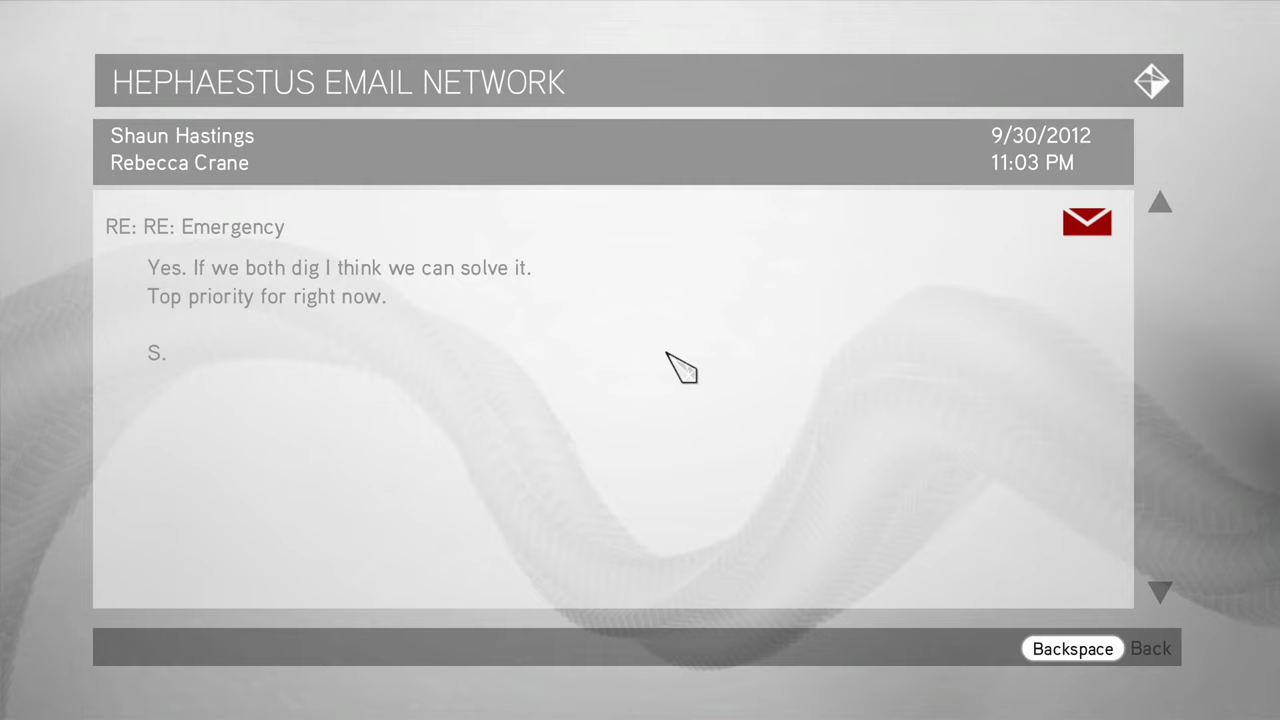 HEPHAESTUS EMAIL NETWORK
Shaun Hastings
9/30/2012
Rebecca Crane
11:03 PM
RE: RE: Emergency
Yes. If we both dig I think we can solve it.
Top priority for right now.
S.
Backspace Back